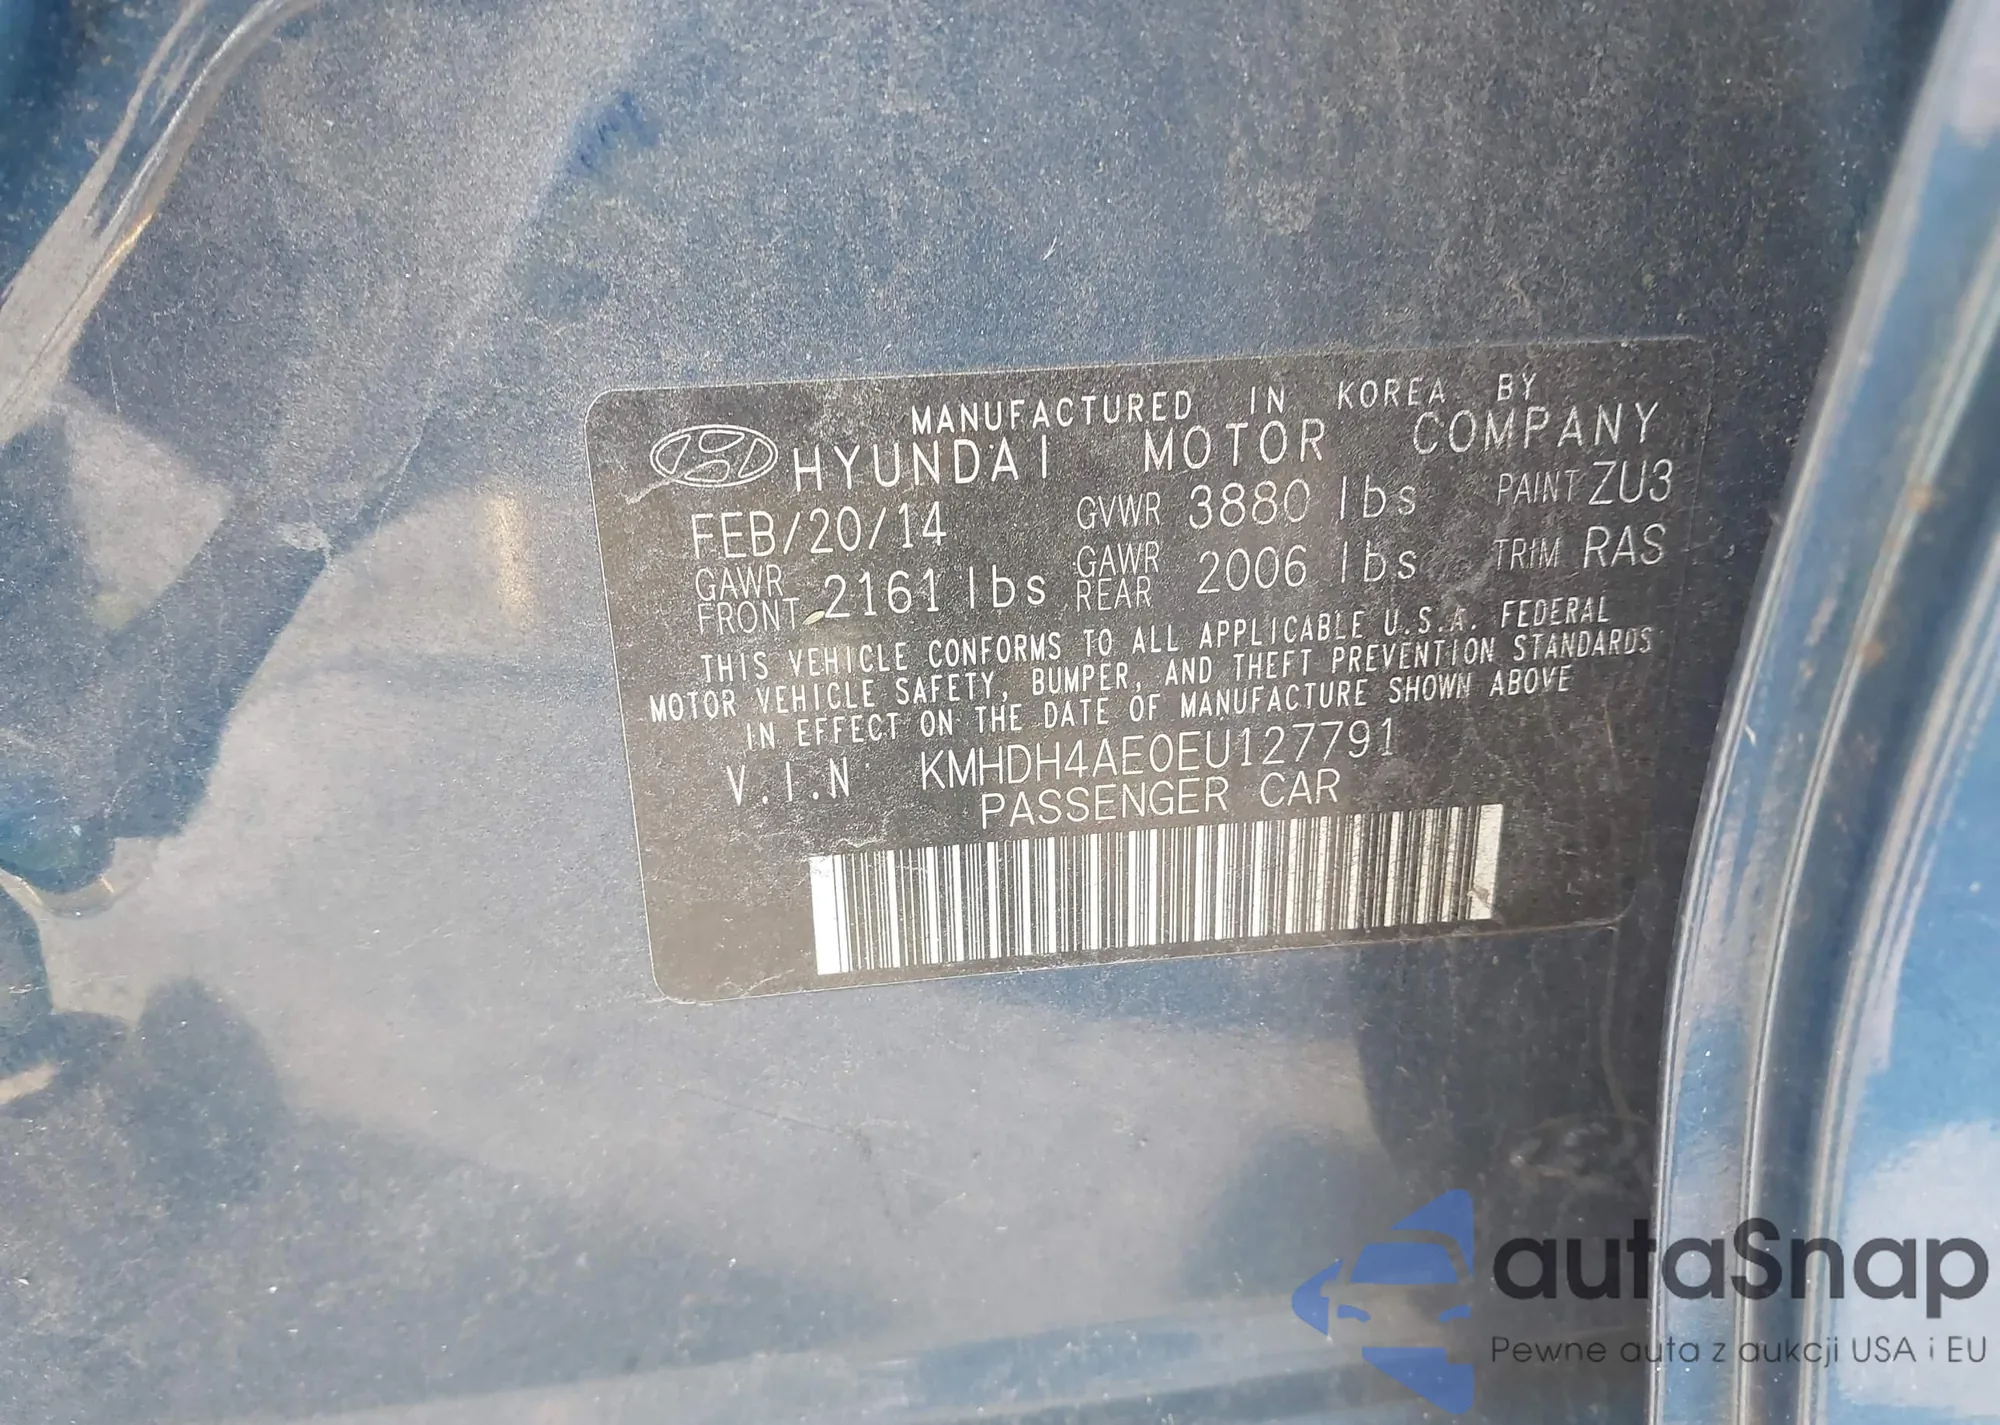 MANUFACTURED IN KOREA BY
HYUNDAI MOTOR COMPANY
FEB/20/14 GVWR 3880 lbs PAINT ZU3
GAWR FRONT 2161 lbs GAWR REAR 2006 lbs TRIM RAS
THIS VEHICLE CONFORMS TO ALL APPLICABLE U.S.A. FEDERAL
MOTOR VEHICLE SAFETY, BUMPER, AND THEFT PREVENTION STANDARDS
IN EFFECT ON THE DATE OF MANUFACTURE SHOWN ABOVE
V.I.N KMHDH4AE0EU127791
PASSENGER CAR
autaSnap
Pewne auta z aukcji USA i EU